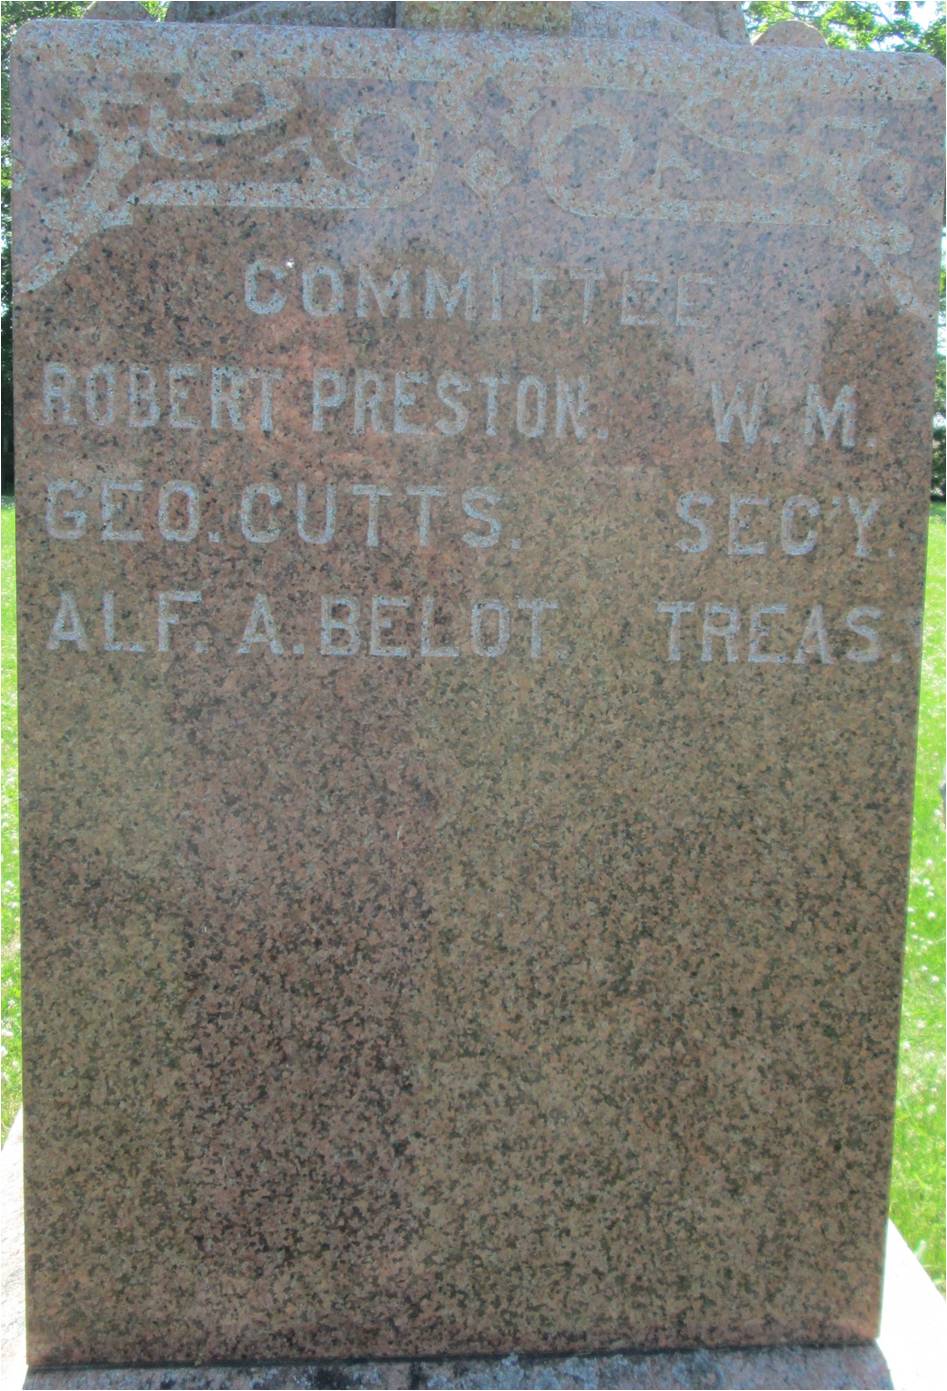 COMMITTEE
ROBERT PRESTON. W. M.
GEO. CUTTS. SEC'Y.
ALF. A. BELOT. TREAS.